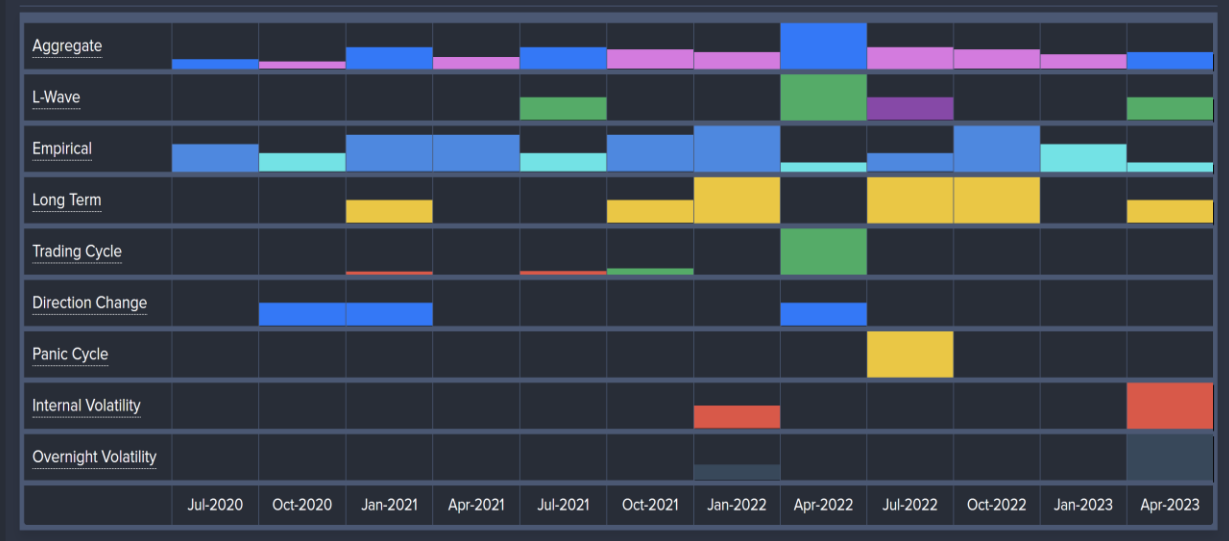 Aggregate
L-Wave
Empirical
Long Term
Trading Cycle
Direction Change
Panic Cycle
Internal Volatility
Overnight Volatility
Jul-2020 Oct-2020 Jan-2021 Apr-2021 Jul-2021 Oct-2021 Jan-2022 Apr-2022 Jul-2022 Oct-2022 Jan-2023 Apr-2023